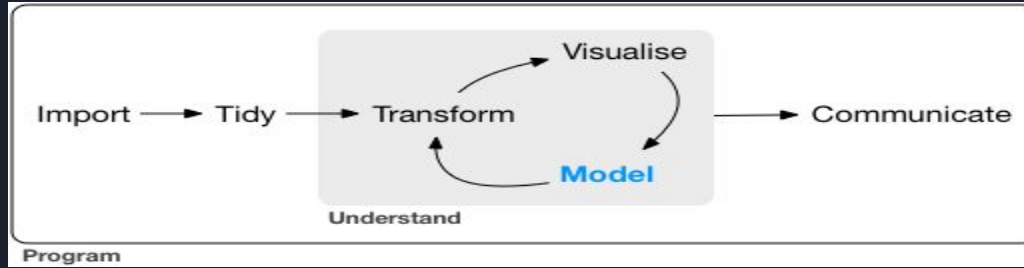 Visualise
Import Tidy Transform Communicate
Model
Understand
Program